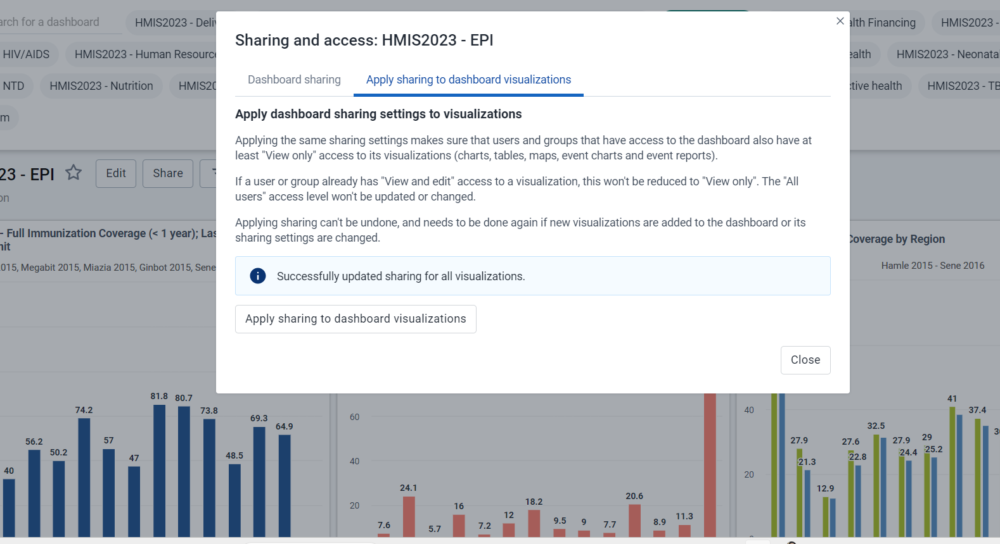 arch for a dashboard
HMIS2023 - Deliv
alth Financing
HMIS2023 -
HIV/AIDS
HMIS2023 - Human Resource
ealth
HMIS2023 - Neonata
NTD
HMIS2023 - Nutrition
HMIS20
ctive health
HMIS2023 - TB
m
Sharing and access: HMIS2023 - EPI
Dashboard sharing
Apply sharing to dashboard visualizations
Apply dashboard sharing settings to visualizations
Applying the same sharing settings makes sure that users and groups that have access to the dashboard also have at
least "View only" access to its visualizations (charts, tables, maps, event charts and event reports).
If a user or group already has "View and edit" access to a visualization, this won't be reduced to "View only". The "All
users" access level won't be updated or changed.
Applying sharing can't be undone, and needs to be done again if new visualizations are added to the dashboard or its
sharing settings are changed.
Successfully updated sharing for all visualizations.
Apply sharing to dashboard visualizations
Close
23 - EPI
Edit
Share
on
- Full Immunization Coverage (< 1 year); Las
nit
015, Megabit 2015, Miazia 2015, Ginbot 2015, Sene
Coverage by Region
Hamle 2015 - Sene 2016
40
56.2
50.2
74.2
57
47
81.8
80.7
73.8
48.5
69.3
64.9
60
40
20
7.6
24.1
5.7
16
7.2
12
18.2
9.5
9
7.7
20.6
8.9
11.3
40
20
27.9
21.3
12.9
27.6
22.8
32.5
27.9
24.4
29
25.2
41
37.4